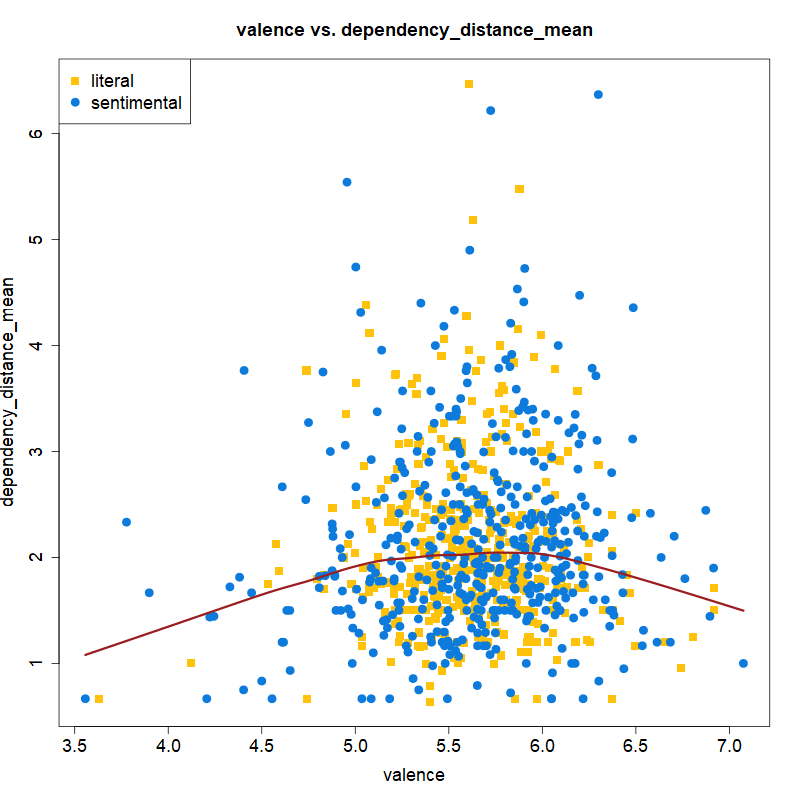 valence vs. dependency_distance_mean
literal
sentimental
dependency_distance_mean
6
5
4
3
2
1
3.5 4.0 4.5 5.0 5.5 6.0 6.5 7.0
valence